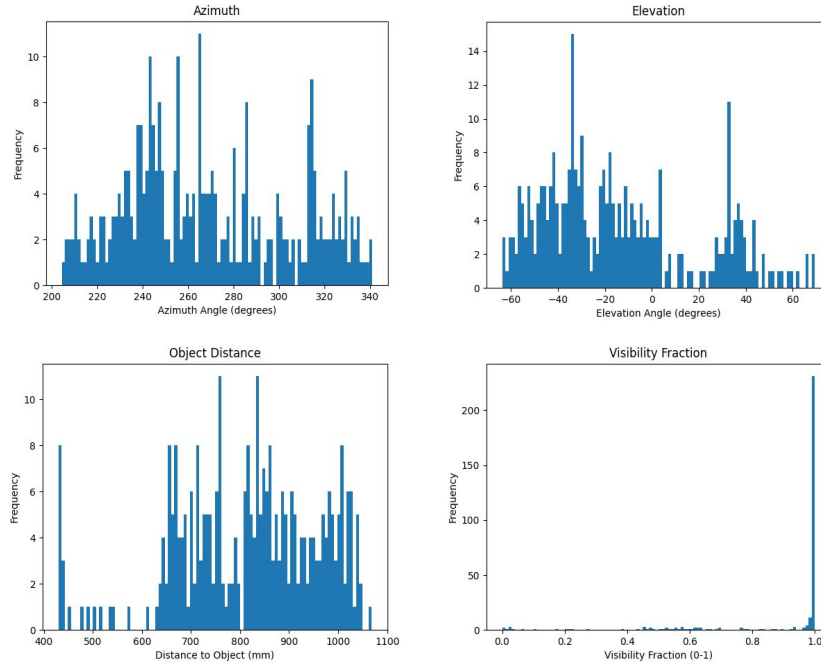 Azimuth
Frequency
10
8
6
4
2
0
200 220 240 260 280 300 320 340
Azimuth Angle (degrees)
Elevation
Frequency
14
12
10
8
6
4
2
0
−60 −40 −20 0 20 40 60
Elevation Angle (degrees)
Object Distance
Frequency
10
8
6
4
2
0
400 500 600 700 800 900 1000 1100
Distance to Object (mm)
Visibility Fraction
Frequency
200
150
100
50
0
0.0 0.2 0.4 0.6 0.8 1.0
Visibility Fraction (0-1)